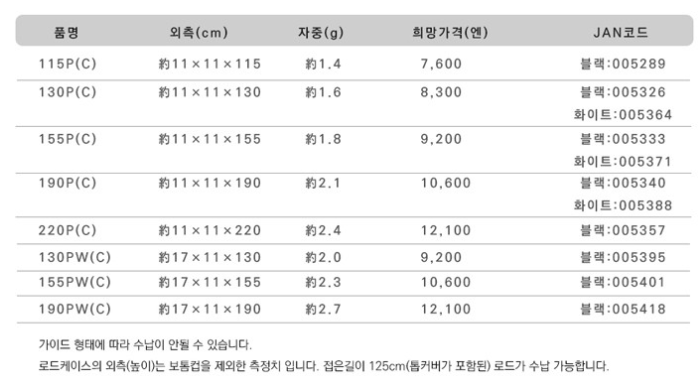 품명 외측(cm) 자중(g) 희망가격(엔) JAN코드
115P(C) 約11×11×115 約1.4 7,600 블랙:005289
130P(C) 約11×11×130 約1.6 8,300 블랙:005326
화이트:005364
155P(C) 約11×11×155 約1.8 9,200 블랙:005333
화이트:005371
190P(C) 約11×11×190 約2.1 10,600 블랙:005340
화이트:005388
220P(C) 約11×11×220 約2.4 12,100 블랙:005357
130PW(C) 約17×11×130 約2.0 9,200 블랙:005395
155PW(C) 約17×11×155 約2.3 10,600 블랙:005401
190PW(C) 約17×11×190 約2.7 12,100 블랙:005418
가이드 형태에 따라 수납이 안될 수 있습니다.
로드케이스의 외측(높이)는 보톰컵을 제외한 측정치 입니다. 접은길이 125cm(톱커버가 포함된) 로드가 수납 가능합니다.